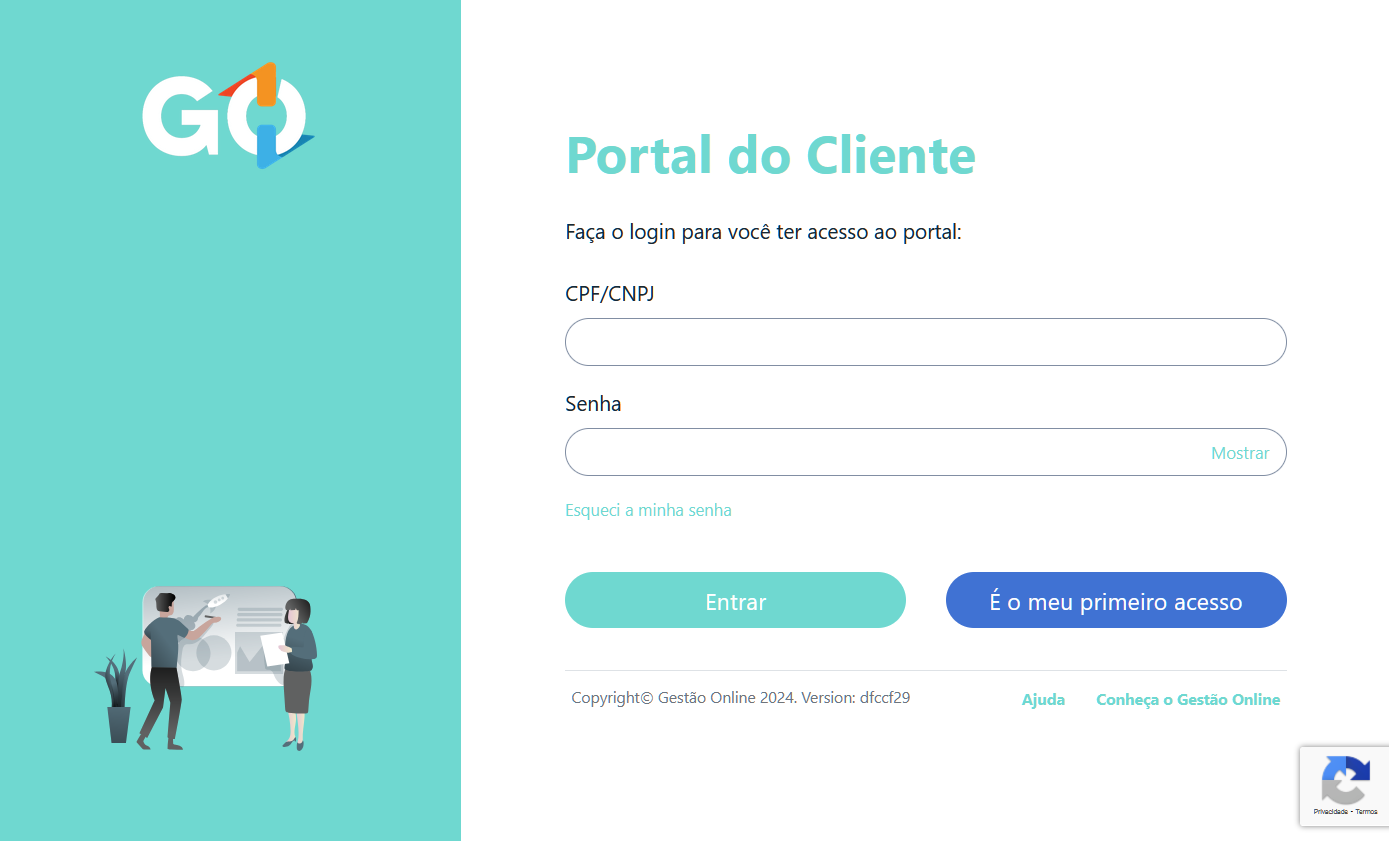 GO
Portal do Cliente
Faça o login para você ter acesso ao portal:
CPF/CNPJ
Senha
Mostrar
Esqueci a minha senha
Entrar
É o meu primeiro acesso
Copyright© Gestão Online 2024. Version: dfccf29
Ajuda
Conheça o Gestão Online
Privacidade - Termos